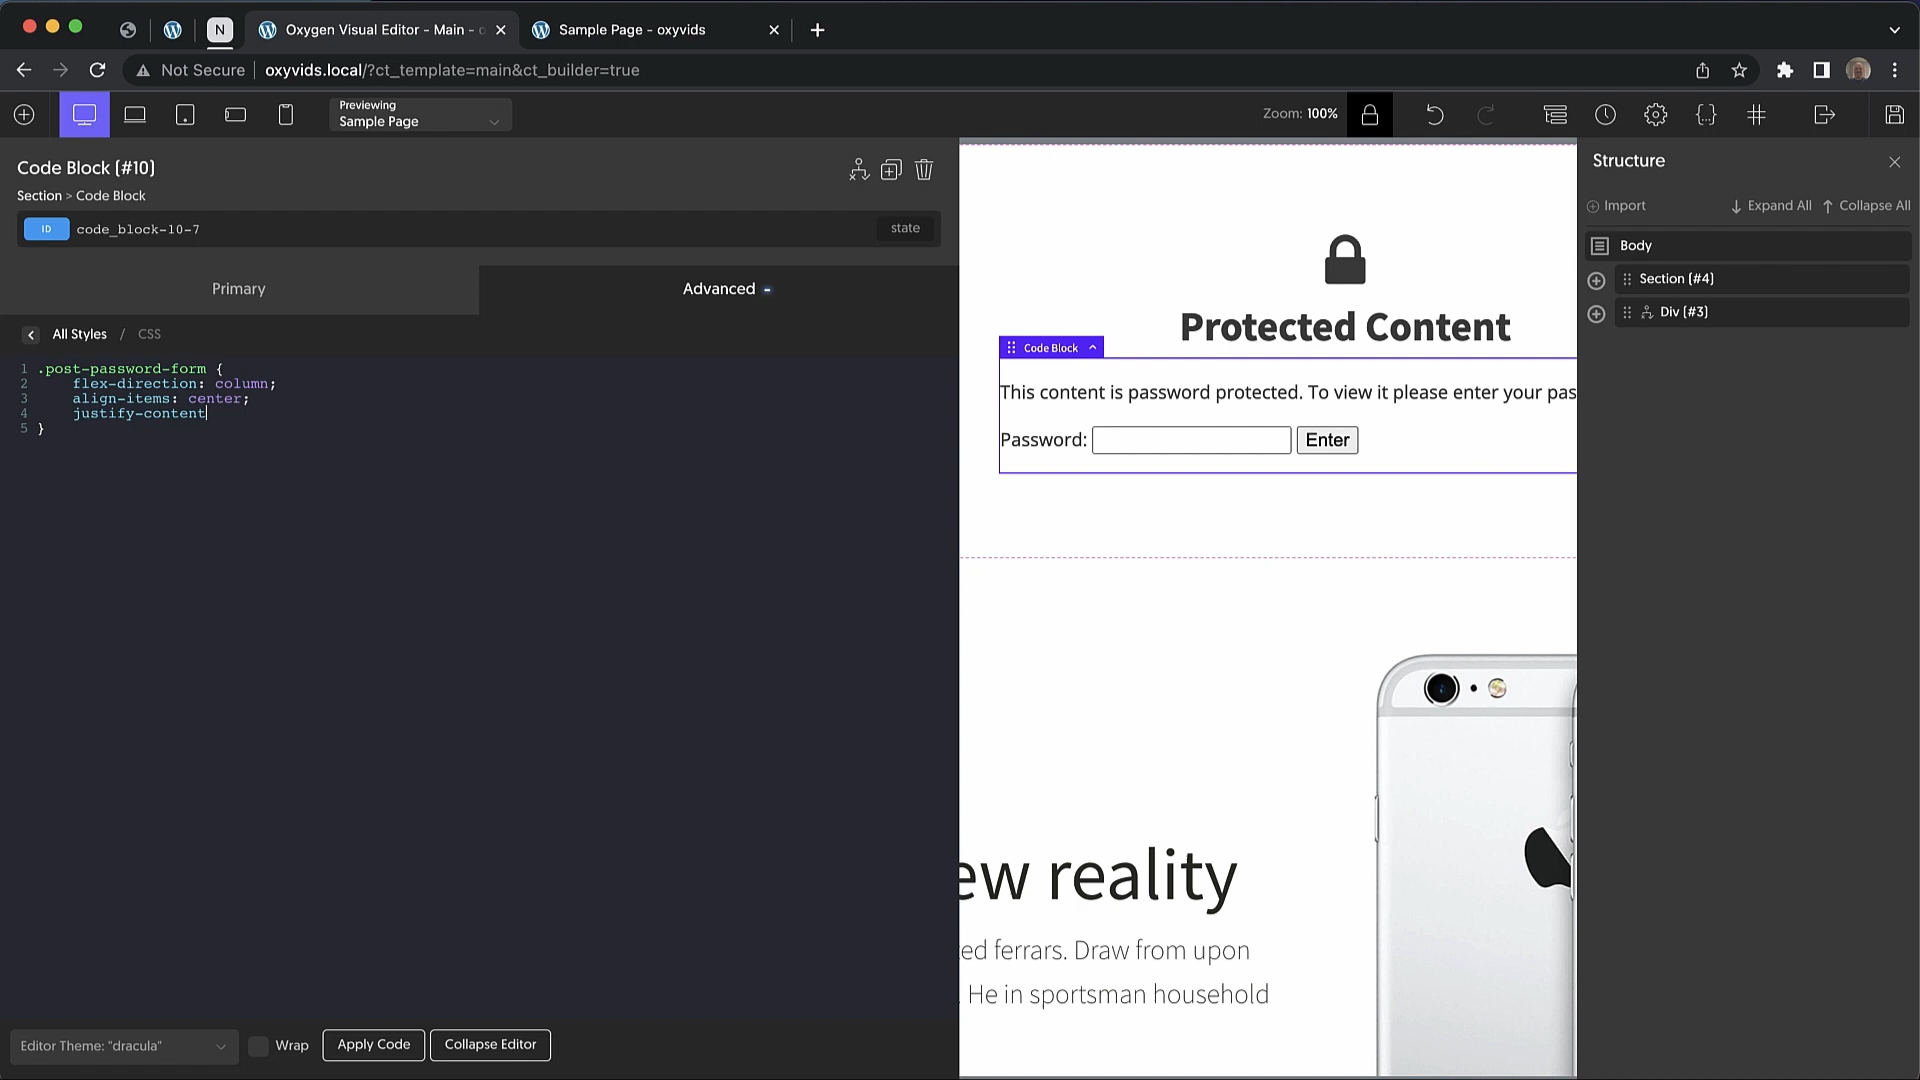 Oxygen Visual Editor - Main - o
Sample Page - oxyvids
N
Not Secure
oxyvids.local/?ct_template=main&ct_builder=true
Previewing
Sample Page
Zoom: 100%
Code Block (#10)
Section > Code Block
ID
code_block-10-7
state
Primary
Advanced
All Styles / CSS
1 .post-password-form {
2 flex-direction: column;
3 align-items: center;
4 justify-content
5 }
Editor Theme: "dracula"
Wrap
Apply Code
Collapse Editor
Protected Content
Code Block
This content is password protected. To view it please enter your pas
Password:
Enter
ew reality
ed ferrars. Draw from upon
. He in sportsman household
Structure
Import
Expand All
Collapse All
Body
Section (#4)
Div (#3)